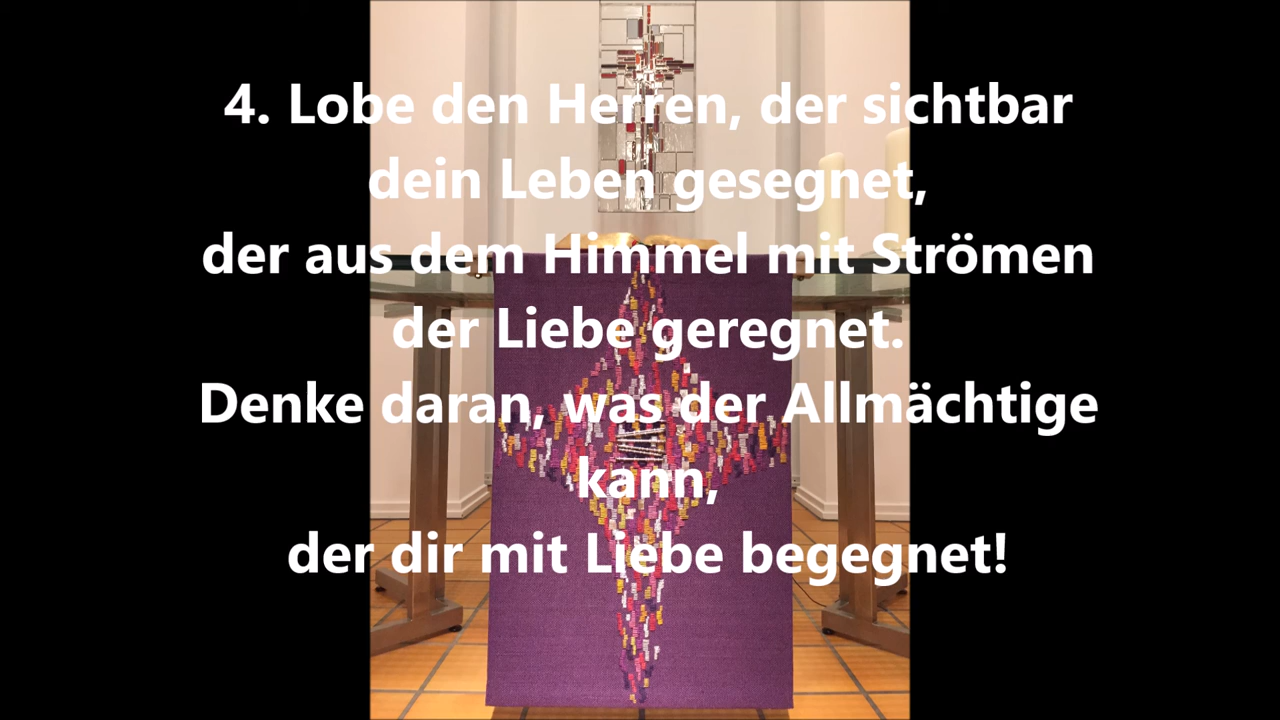 4. Lobe den Herren, der sichtbar
dein Leben gesegnet,
der aus dem Himmel mit Strömen
der Liebe geregnet.
Denke daran, was der Allmächtige
kann,
der dir mit Liebe begegnet!